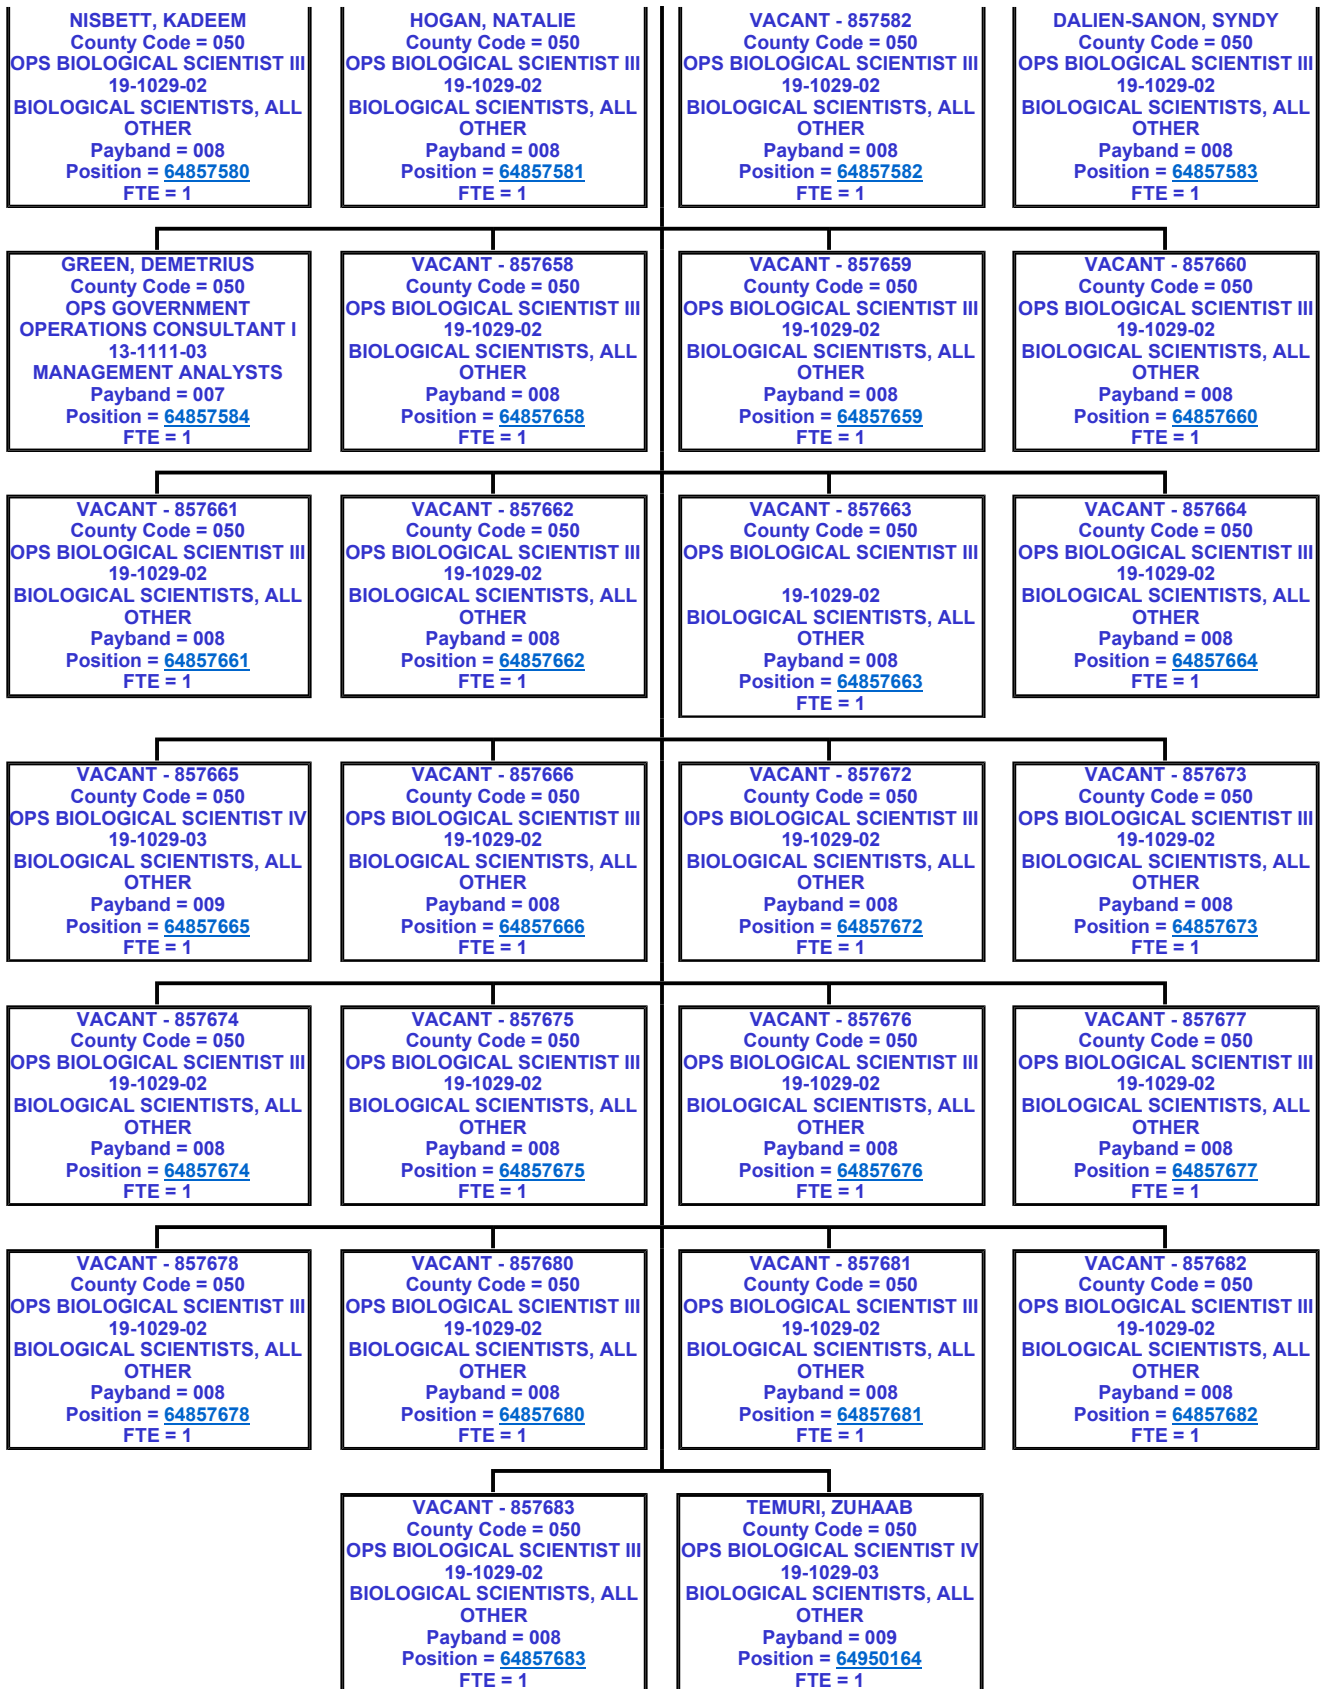 NISBETT, KADEEM
County Code = 050
OPS BIOLOGICAL SCIENTIST III
19-1029-02
BIOLOGICAL SCIENTISTS, ALL
OTHER
Payband = 008
Position = 64857580
FTE = 1
HOGAN, NATALIE
County Code = 050
OPS BIOLOGICAL SCIENTIST III
19-1029-02
BIOLOGICAL SCIENTISTS, ALL
OTHER
Payband = 008
Position = 64857581
FTE = 1
VACANT - 857582
County Code = 050
OPS BIOLOGICAL SCIENTIST III
19-1029-02
BIOLOGICAL SCIENTISTS, ALL
OTHER
Payband = 008
Position = 64857582
FTE = 1
DALIEN-SANON, SYNDY
County Code = 050
OPS BIOLOGICAL SCIENTIST III
19-1029-02
BIOLOGICAL SCIENTISTS, ALL
OTHER
Payband = 008
Position = 64857583
FTE = 1
GREEN, DEMETRIUS
County Code = 050
OPS GOVERNMENT
OPERATIONS CONSULTANT I
13-1111-03
MANAGEMENT ANALYSTS
Payband = 007
Position = 64857584
FTE = 1
VACANT - 857658
County Code = 050
OPS BIOLOGICAL SCIENTIST III
19-1029-02
BIOLOGICAL SCIENTISTS, ALL
OTHER
Payband = 008
Position = 64857658
FTE = 1
VACANT - 857659
County Code = 050
OPS BIOLOGICAL SCIENTIST III
19-1029-02
BIOLOGICAL SCIENTISTS, ALL
OTHER
Payband = 008
Position = 64857659
FTE = 1
VACANT - 857660
County Code = 050
OPS BIOLOGICAL SCIENTIST III
19-1029-02
BIOLOGICAL SCIENTISTS, ALL
OTHER
Payband = 008
Position = 64857660
FTE = 1
VACANT - 857661
County Code = 050
OPS BIOLOGICAL SCIENTIST III
19-1029-02
BIOLOGICAL SCIENTISTS, ALL
OTHER
Payband = 008
Position = 64857661
FTE = 1
VACANT - 857662
County Code = 050
OPS BIOLOGICAL SCIENTIST III
19-1029-02
BIOLOGICAL SCIENTISTS, ALL
OTHER
Payband = 008
Position = 64857662
FTE = 1
VACANT - 857663
County Code = 050
OPS BIOLOGICAL SCIENTIST III
19-1029-02
BIOLOGICAL SCIENTISTS, ALL
OTHER
Payband = 008
Position = 64857663
FTE = 1
VACANT - 857664
County Code = 050
OPS BIOLOGICAL SCIENTIST III
19-1029-02
BIOLOGICAL SCIENTISTS, ALL
OTHER
Payband = 008
Position = 64857664
FTE = 1
VACANT - 857665
County Code = 050
OPS BIOLOGICAL SCIENTIST IV
19-1029-03
BIOLOGICAL SCIENTISTS, ALL
OTHER
Payband = 009
Position = 64857665
FTE = 1
VACANT - 857666
County Code = 050
OPS BIOLOGICAL SCIENTIST III
19-1029-02
BIOLOGICAL SCIENTISTS, ALL
OTHER
Payband = 008
Position = 64857666
FTE = 1
VACANT - 857672
County Code = 050
OPS BIOLOGICAL SCIENTIST III
19-1029-02
BIOLOGICAL SCIENTISTS, ALL
OTHER
Payband = 008
Position = 64857672
FTE = 1
VACANT - 857673
County Code = 050
OPS BIOLOGICAL SCIENTIST III
19-1029-02
BIOLOGICAL SCIENTISTS, ALL
OTHER
Payband = 008
Position = 64857673
FTE = 1
VACANT - 857674
County Code = 050
OPS BIOLOGICAL SCIENTIST III
19-1029-02
BIOLOGICAL SCIENTISTS, ALL
OTHER
Payband = 008
Position = 64857674
FTE = 1
VACANT - 857675
County Code = 050
OPS BIOLOGICAL SCIENTIST III
19-1029-02
BIOLOGICAL SCIENTISTS, ALL
OTHER
Payband = 008
Position = 64857675
FTE = 1
VACANT - 857676
County Code = 050
OPS BIOLOGICAL SCIENTIST III
19-1029-02
BIOLOGICAL SCIENTISTS, ALL
OTHER
Payband = 008
Position = 64857676
FTE = 1
VACANT - 857677
County Code = 050
OPS BIOLOGICAL SCIENTIST III
19-1029-02
BIOLOGICAL SCIENTISTS, ALL
OTHER
Payband = 008
Position = 64857677
FTE = 1
VACANT - 857678
County Code = 050
OPS BIOLOGICAL SCIENTIST III
19-1029-02
BIOLOGICAL SCIENTISTS, ALL
OTHER
Payband = 008
Position = 64857678
FTE = 1
VACANT - 857680
County Code = 050
OPS BIOLOGICAL SCIENTIST III
19-1029-02
BIOLOGICAL SCIENTISTS, ALL
OTHER
Payband = 008
Position = 64857680
FTE = 1
VACANT - 857681
County Code = 050
OPS BIOLOGICAL SCIENTIST III
19-1029-02
BIOLOGICAL SCIENTISTS, ALL
OTHER
Payband = 008
Position = 64857681
FTE = 1
VACANT - 857682
County Code = 050
OPS BIOLOGICAL SCIENTIST III
19-1029-02
BIOLOGICAL SCIENTISTS, ALL
OTHER
Payband = 008
Position = 64857682
FTE = 1
VACANT - 857683
County Code = 050
OPS BIOLOGICAL SCIENTIST III
19-1029-02
BIOLOGICAL SCIENTISTS, ALL
OTHER
Payband = 008
Position = 64857683
FTE = 1
TEMURI, ZUHAAB
County Code = 050
OPS BIOLOGICAL SCIENTIST IV
19-1029-03
BIOLOGICAL SCIENTISTS, ALL
OTHER
Payband = 009
Position = 64950164
FTE = 1